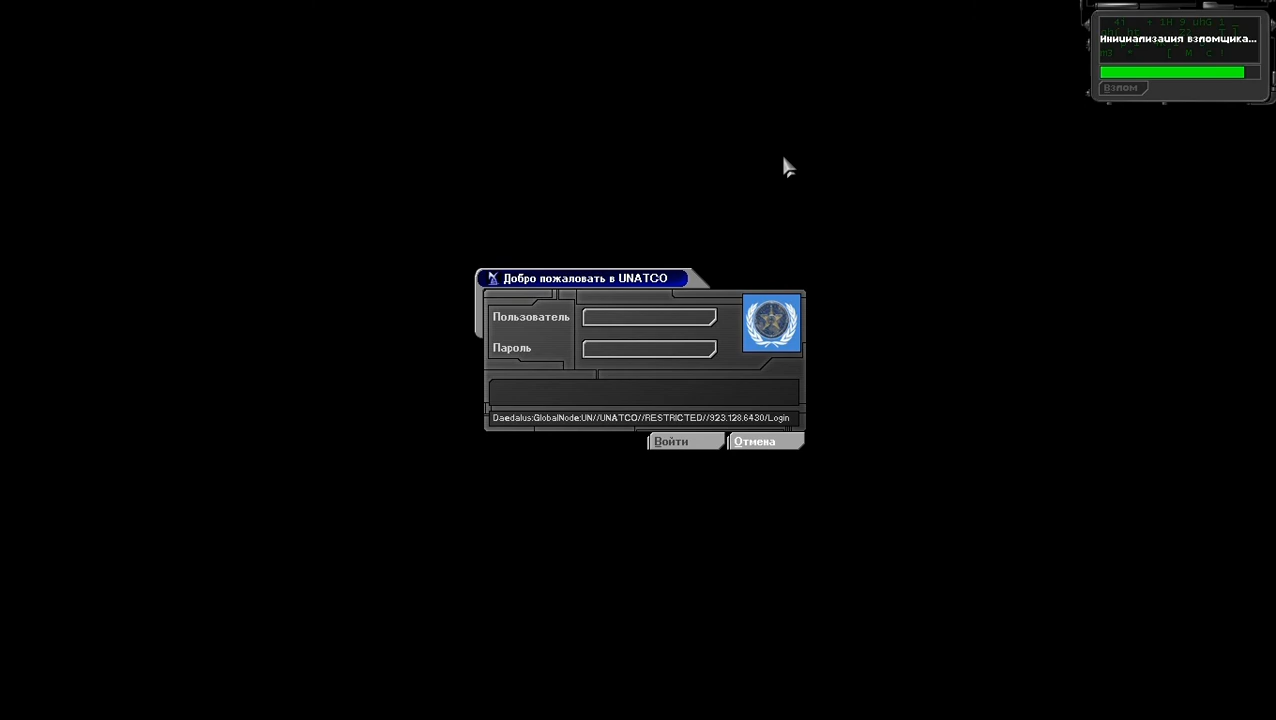 Инициализация взломщика...
Взлом
Добро пожаловать в UNATCO
Пользователь
Пароль
Daedalus:GlobalNode:UN//UNATCO//RESTRICTED//923.128.6430/Login
Войти
Отмена